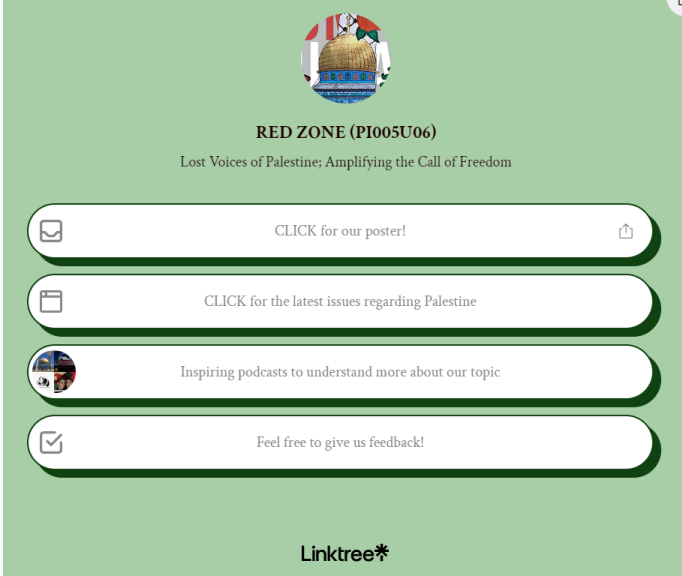 RED ZONE (PI005U06)
Lost Voices of Palestine; Amplifying the Call of Freedom
CLICK for our poster!
CLICK for the latest issues regarding Palestine
Inspiring podcasts to understand more about our topic
Feel free to give us feedback!
Linktree